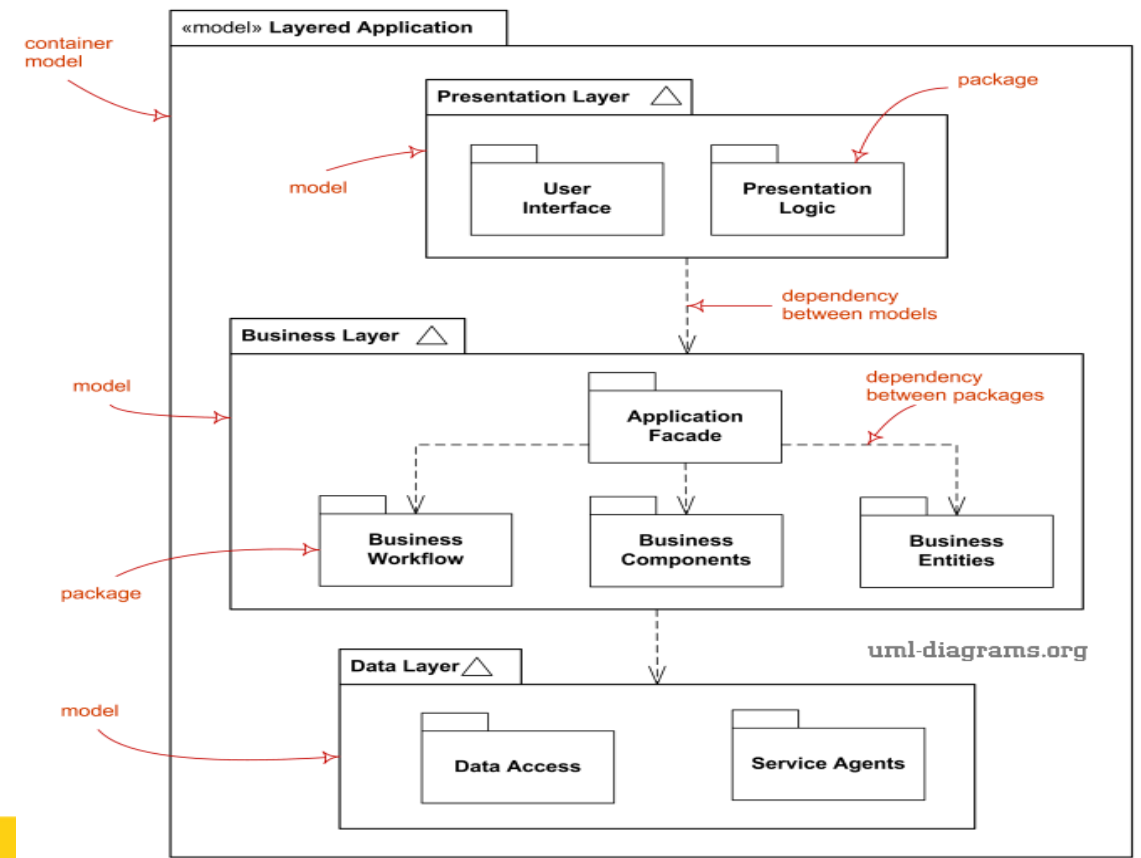 «model» Layered Application
container
model
Presentation Layer
package
model
User
Interface
Presentation
Logic
dependency
between models
Business Layer
model
dependency
between packages
Application
Facade
Business
Workflow
Business
Components
Business
Entities
package
uml-diagrams.org
Data Layer
model
Data Access
Service Agents